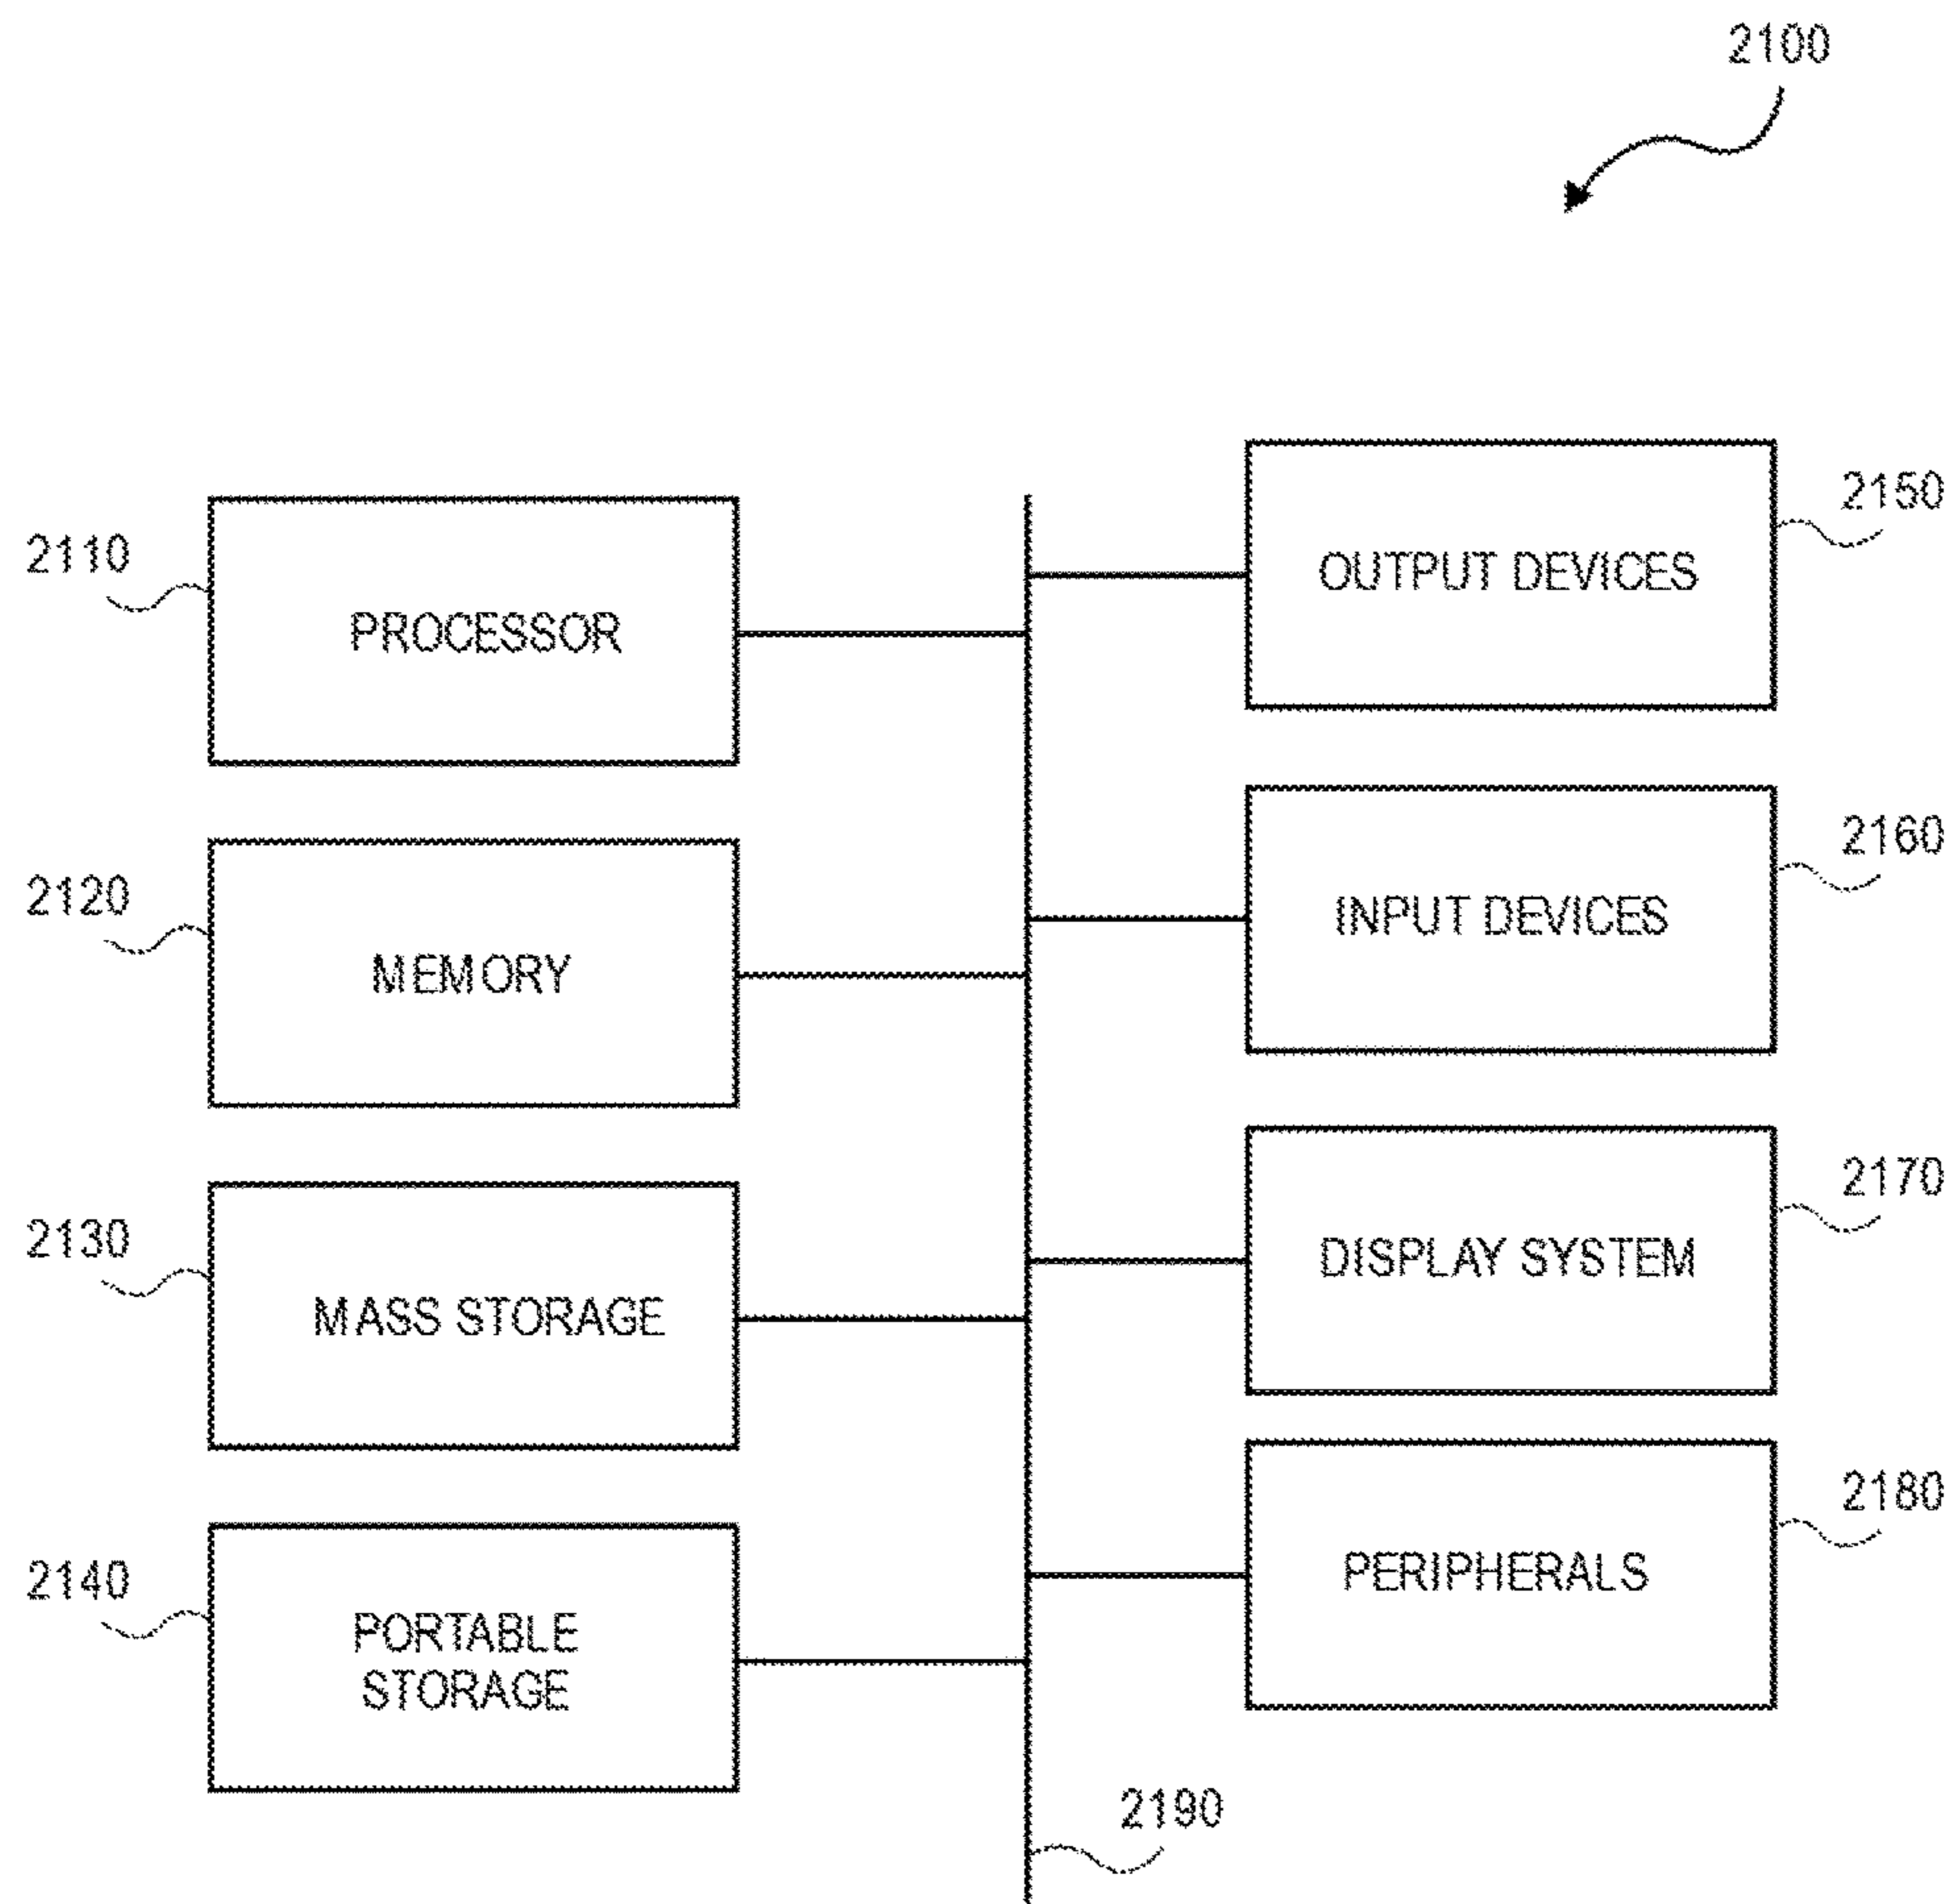 2100
2110
PROCESSOR
2120
MEMORY
2130
MASS STORAGE
2140
PORTABLE
STORAGE
2150
OUTPUT DEVICES
2160
INPUT DEVICES
2170
DISPLAY SYSTEM
2180
PERIPHERALS
2190